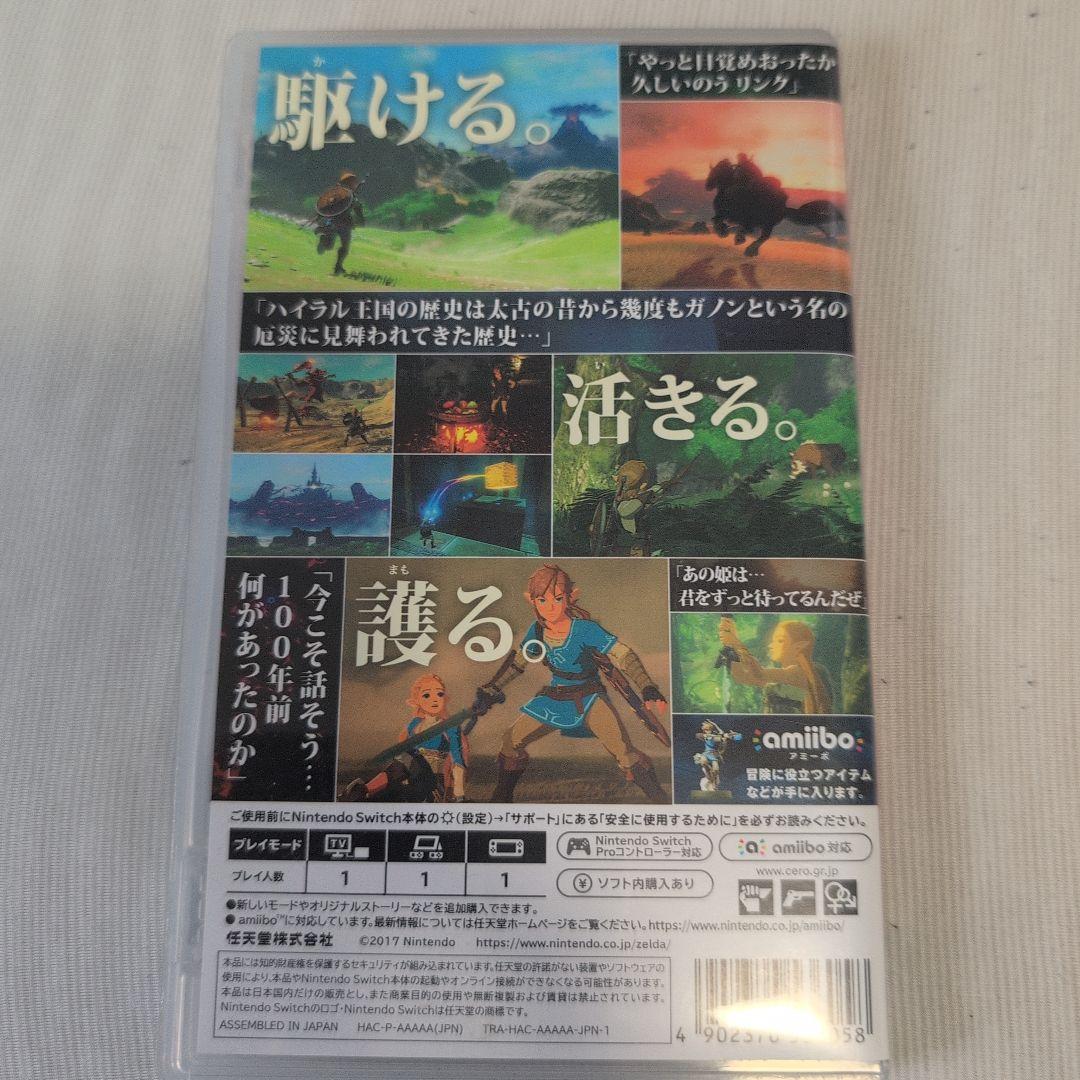 か
駆ける。
「やっと目覚めおったか
久しいのう リンク」
「ハイラル王国の歴史は太古の昔から幾度もガノンという名の
厄災に見舞われてきた歴史…」
い
活きる。
「今こそ話そう…
100年前
何があったのか」
まも
護る。
「あの姫は…
君をずっと待ってるんだぜ」
amiibo
アミーボ
冒険に役立つアイテム
などが手に入ります。
ご使用前にNintendo Switch本体の(設定)→「サポート」にある「安全に使用するために」を必ずお読みください。
プレイモード TV
プレイ人数 1 1 1
Nintendo Switch
Proコントローラー対応
amiibo 対応
ソフト内購入あり
www.cero.gr.jp
●新しいモードやオリジナルストーリーなどを追加購入できます。
●amiibo™に対応しています。最新情報については任天堂ホームページをご覧ください。https://www.nintendo.co.jp/amiibo/
任天堂株式会社 ©2017 Nintendo https://www.nintendo.co.jp/zelda/
本品には知的財産権を保護するセキュリティが組み込まれています。任天堂の許諾がない装置やソフトウェアの
使用により、本品やNintendo Switch本体の起動やオンライン接続ができなくなる可能性があります。
本品は日本国内だけの販売とし、また商業目的の使用や無断複製および賃貸は禁止されています。
Nintendo Switchのロゴ・Nintendo Switchは任天堂の商標です。
ASSEMBLED IN JAPAN HAC-P-AAAAA(JPN) TRA-HAC-AAAAA-JPN-1